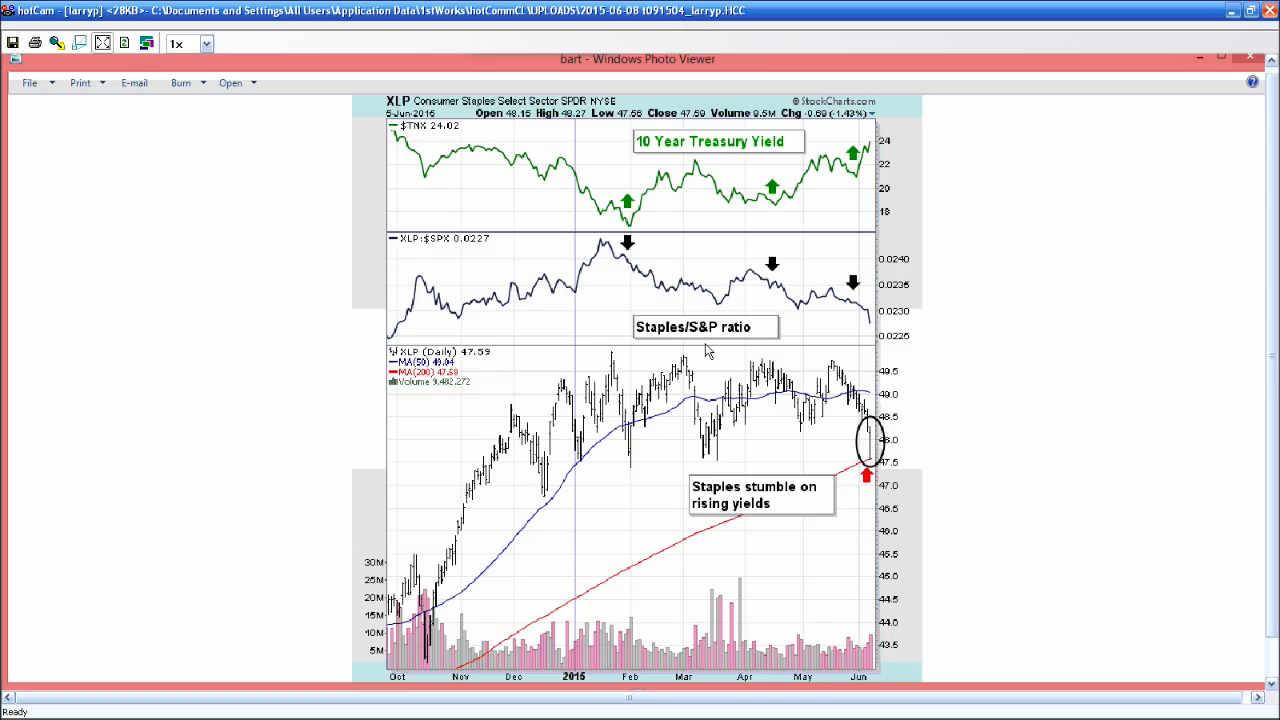 hotCam - [larryp] <28KB>- C:\Documents and Settings\All Users\Application Data\1stWorks\hotCommCL\UPLOADS\2015-06-08 t091504_larryp.HCC
1x
bart - Windows Photo Viewer
File Print E-mail Burn Open
XLP Consumer Staples Select Sector SPDR NYSE @StockCharts.com
5-Jun-2015 Open 48.15 High 48.27 Low 47.56 Close 47.59 Volume 9.5M Chg -0.69 (-1.43%)
$TNX 24.02
10 Year Treasury Yield
24
22
20
18
XLP:$SPX 0.0227
0.0240
0.0235
0.0230
0.0225
Staples/S&P ratio
XLP (Daily) 47.59
MA(50) 49.04
MA(200) 47.58
Volume 9,482,272
49.5
49.0
48.5
48.0
47.5
47.0
46.5
46.0
45.5
45.0
44.5
44.0
43.5
Staples stumble on
rising yields
30M
25M
20M
15M
10M
5M
Oct Nov Dec 2015 Feb Mar Apr May Jun
Ready